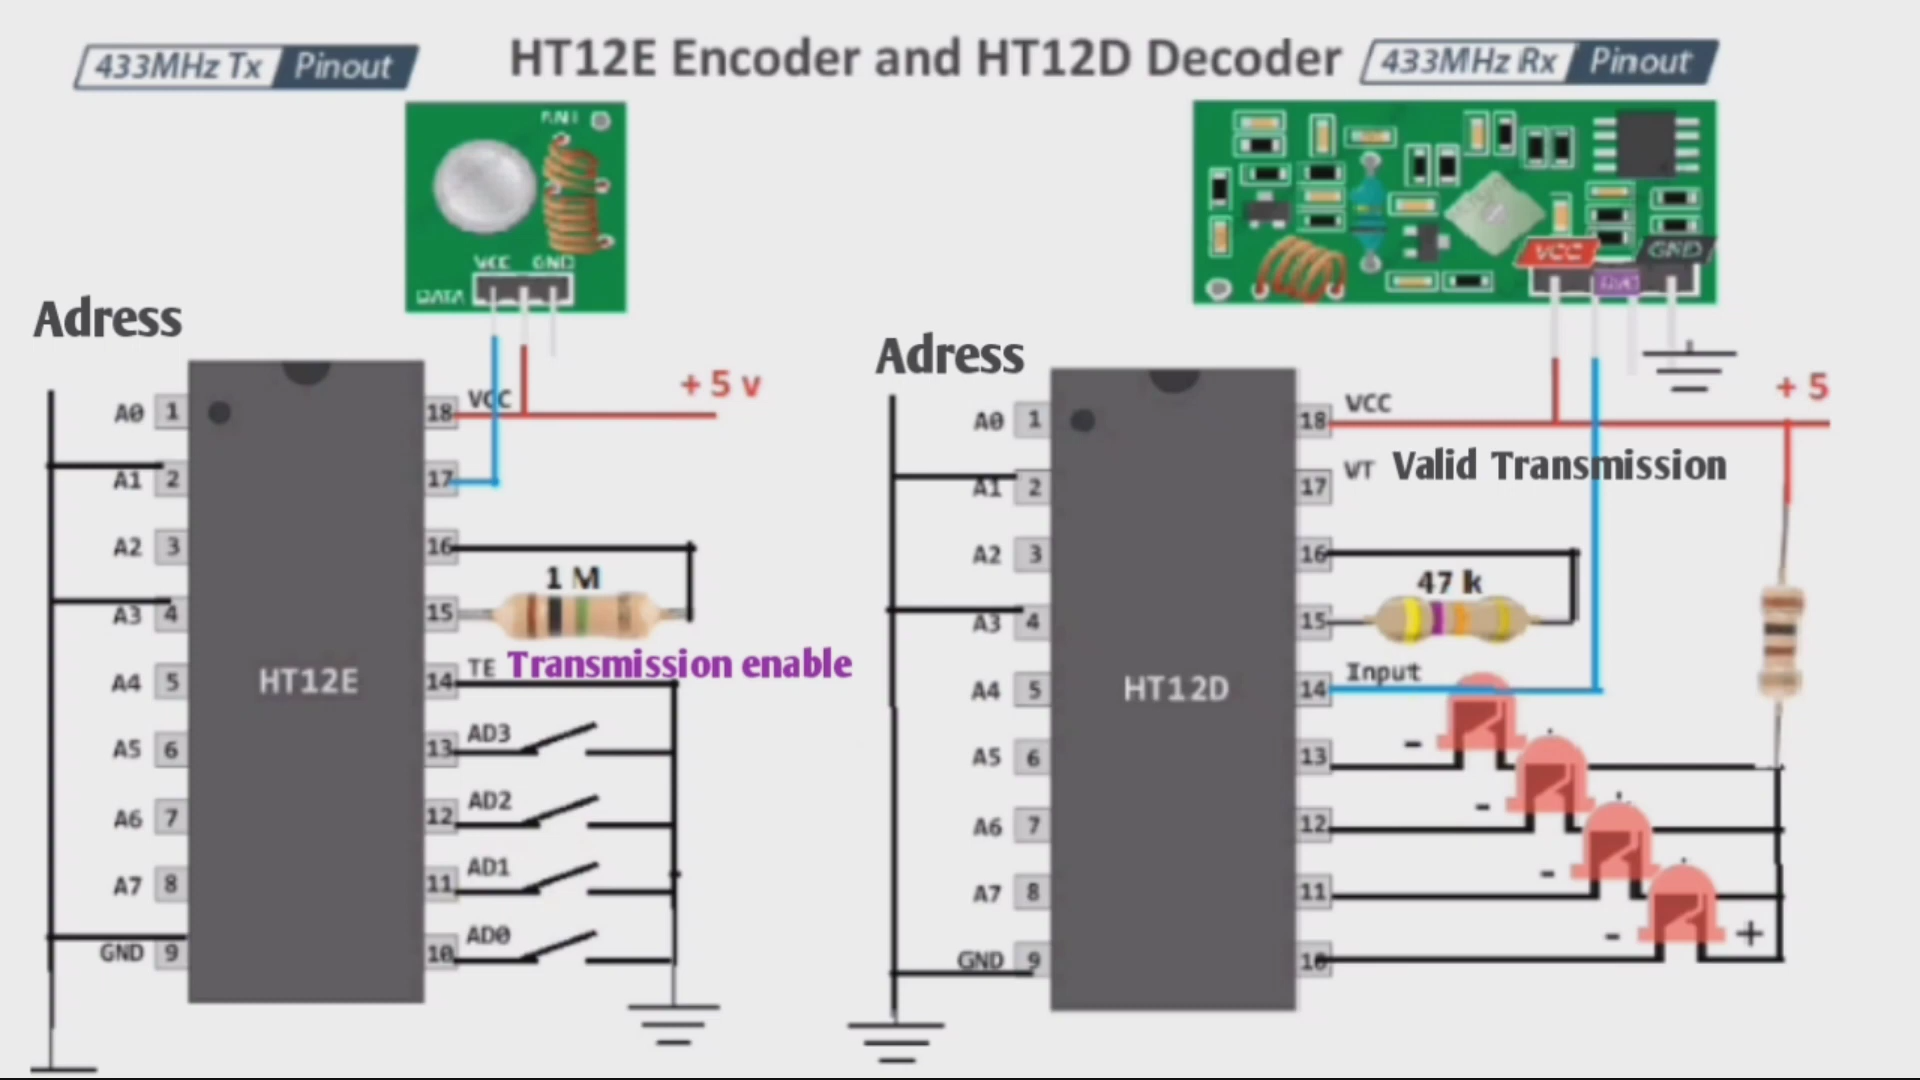 433MHz Tx Pinout
HT12E Encoder and HT12D Decoder
433MHz Rx Pinout
ANT
VCC GND
DATA
VCC
GND
Adress
A0 1
A1 2
A2 3
A3 4
A4 5
A5 6
A6 7
A7 8
GND 9
HT12E
18 VCC
+ 5 v
17
16
1 M
15
14 TE Transmission enable
13 AD3
12 AD2
11 AD1
10 AD0
Adress
A0 1
A1 2
A2 3
A3 4
A4 5
A5 6
A6 7
A7 8
GND 9
HT12D
18 VCC
+ 5
17 VT Valid Transmission
16
47 k
15
14 Input
-
13
-
12
-
11
- +
10